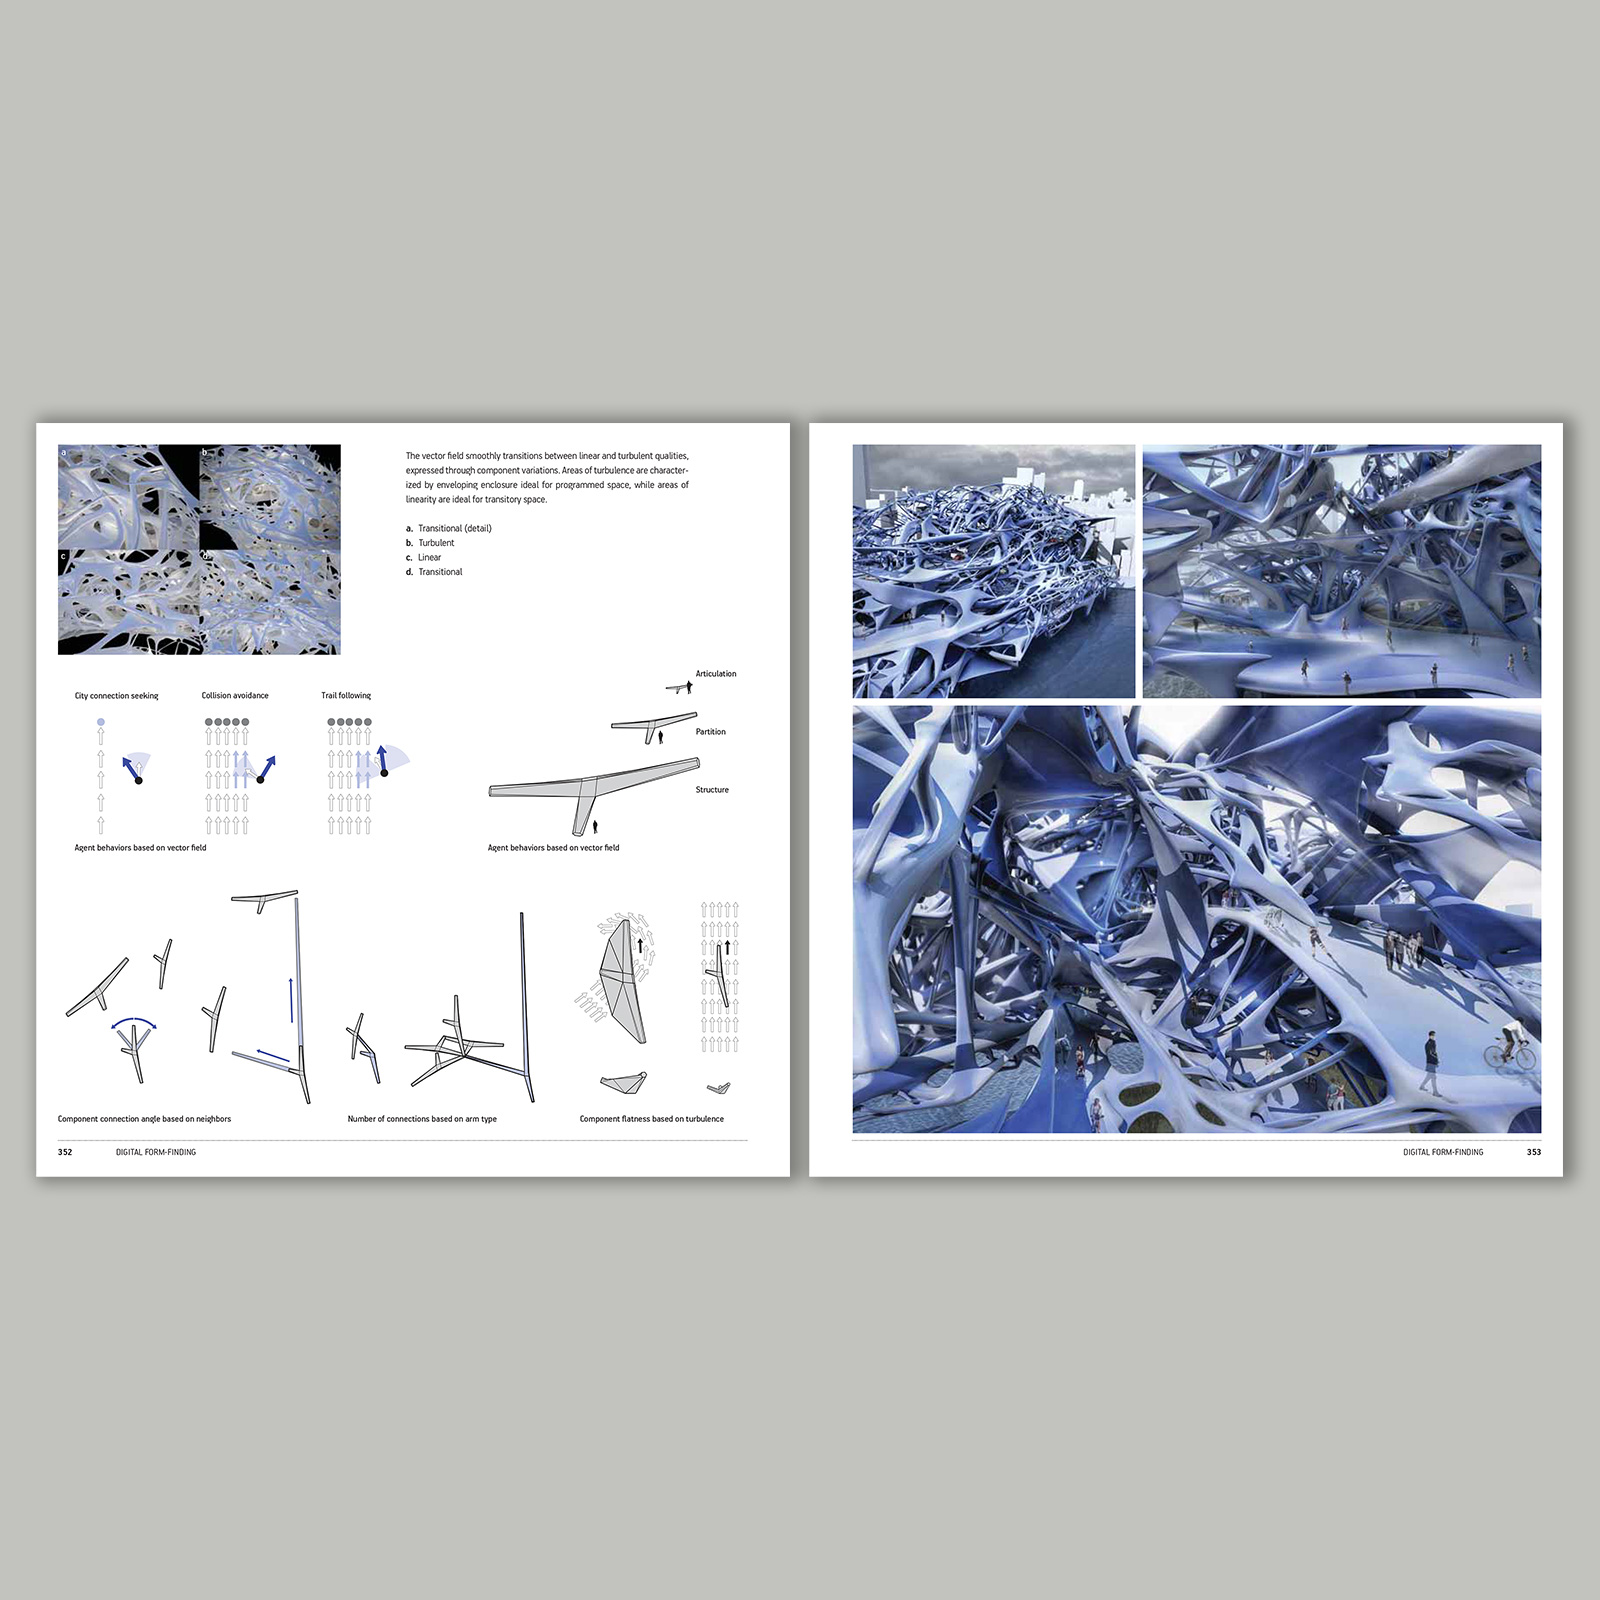 a
b
c
d
The vector field smoothly transitions between linear and turbulent qualities,
expressed through component variations. Areas of turbulence are character-
ized by enveloping enclosure ideal for programmed space, while areas of
linearity are ideal for transitory space.
a. Transitional (detail)
b. Turbulent
c. Linear
d. Transitional
City connection seeking
Collision avoidance
Trail following
Agent behaviors based on vector field
Articulation
Partition
Structure
Agent behaviors based on vector field
Component connection angle based on neighbors
Number of connections based on arm type
Component flatness based on turbulence
352 DIGITAL FORM-FINDING
DIGITAL FORM-FINDING 353